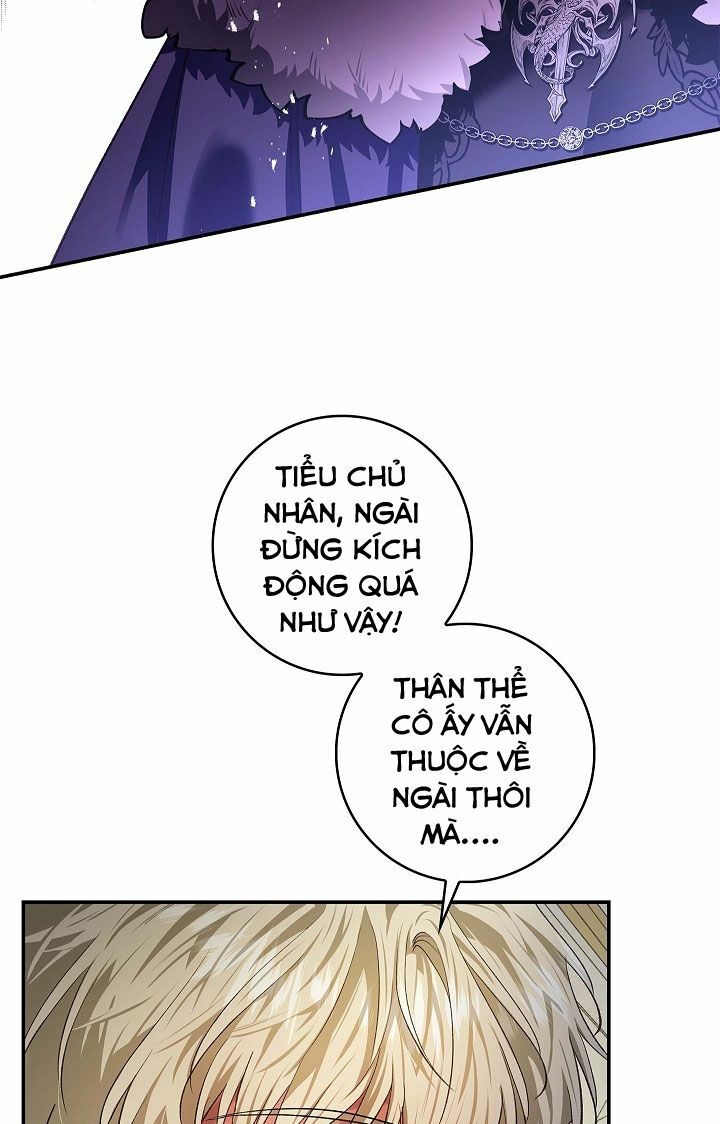 TIỂU CHỦ
NHÂN, NGÀI
ĐỪNG KÍCH
ĐỘNG QUÁ
NHƯ VẬY!
THÂN THỂ
CÔ ẤY VẪN
THUỘC VỀ
NGÀI THÔI
MÀ....